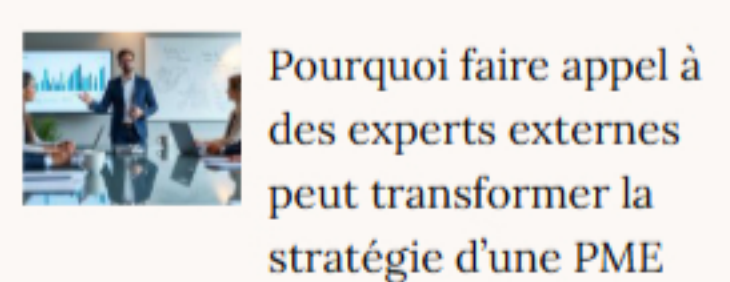 Pourquoi faire appel à
des experts externes
peut transformer la
stratégie d’une PME